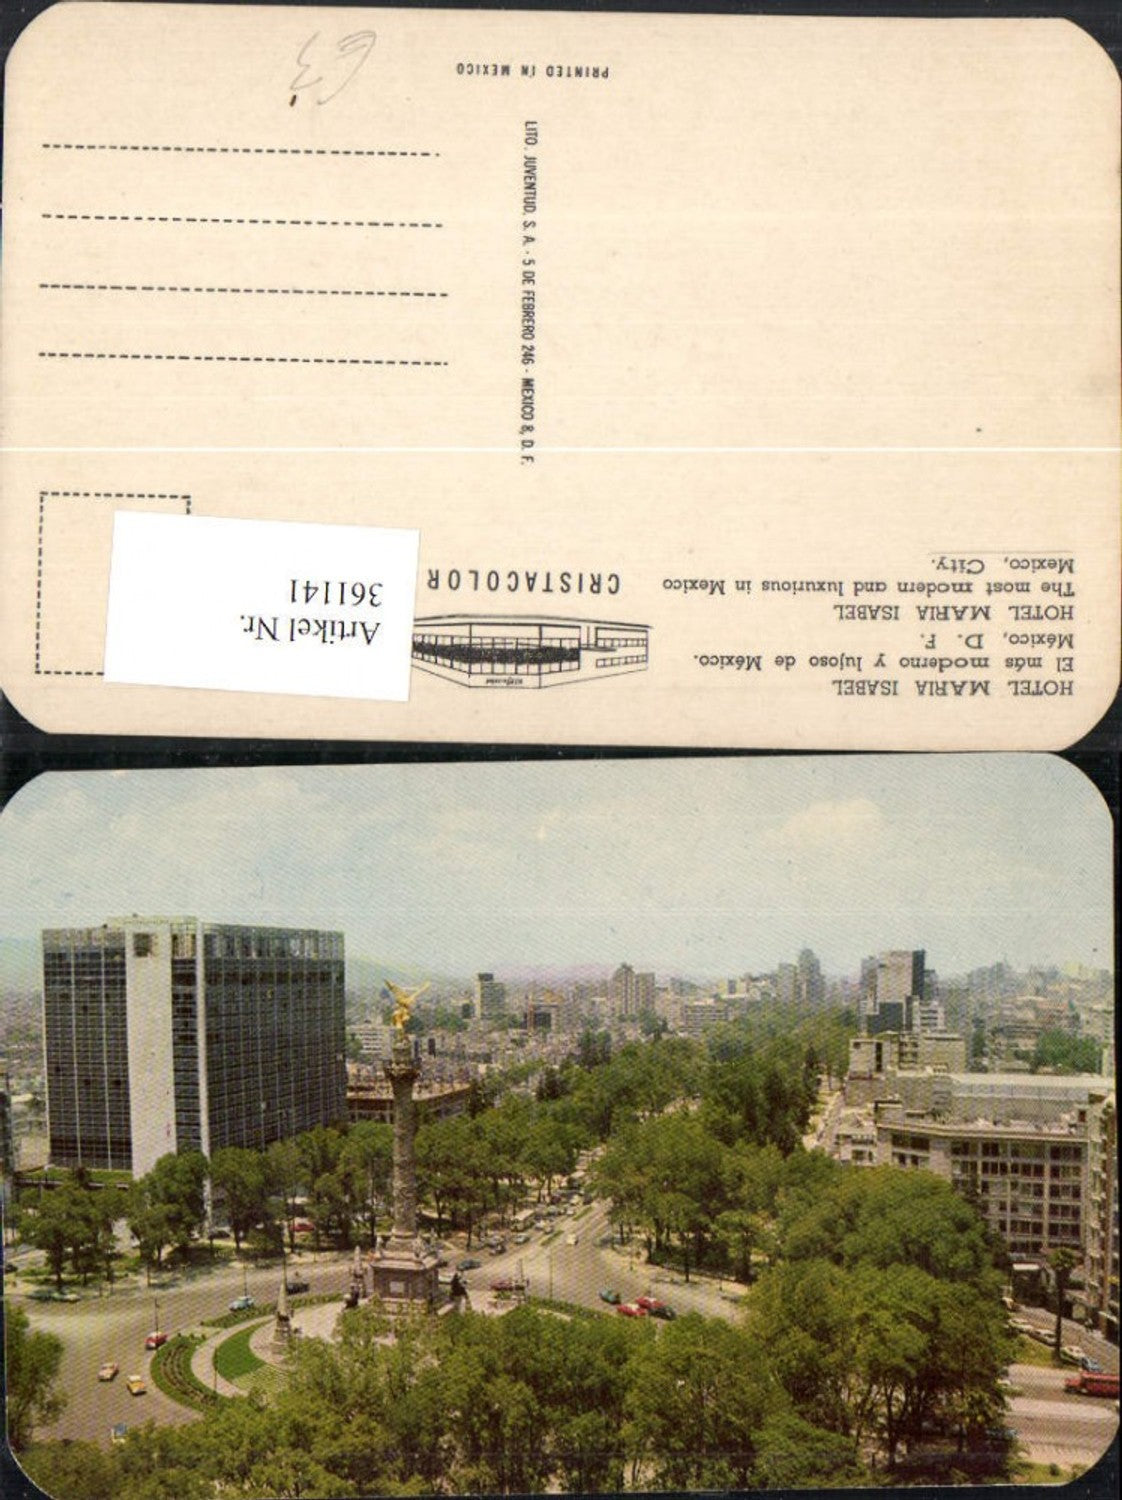 HOTEL MARIA ISABEL
El más moderno y lujoso de México.
México, D. F.
HOTEL MARIA ISABEL
The most modern and luxurious in Mexico
Mexico, City.
CRISTACOLOR
Artikel Nr.
361141
LITO. JUVENTUD, S. A. - 5 DE FEBRERO 246 - MEXICO 8, D. F.
PRINTED IN MEXICO